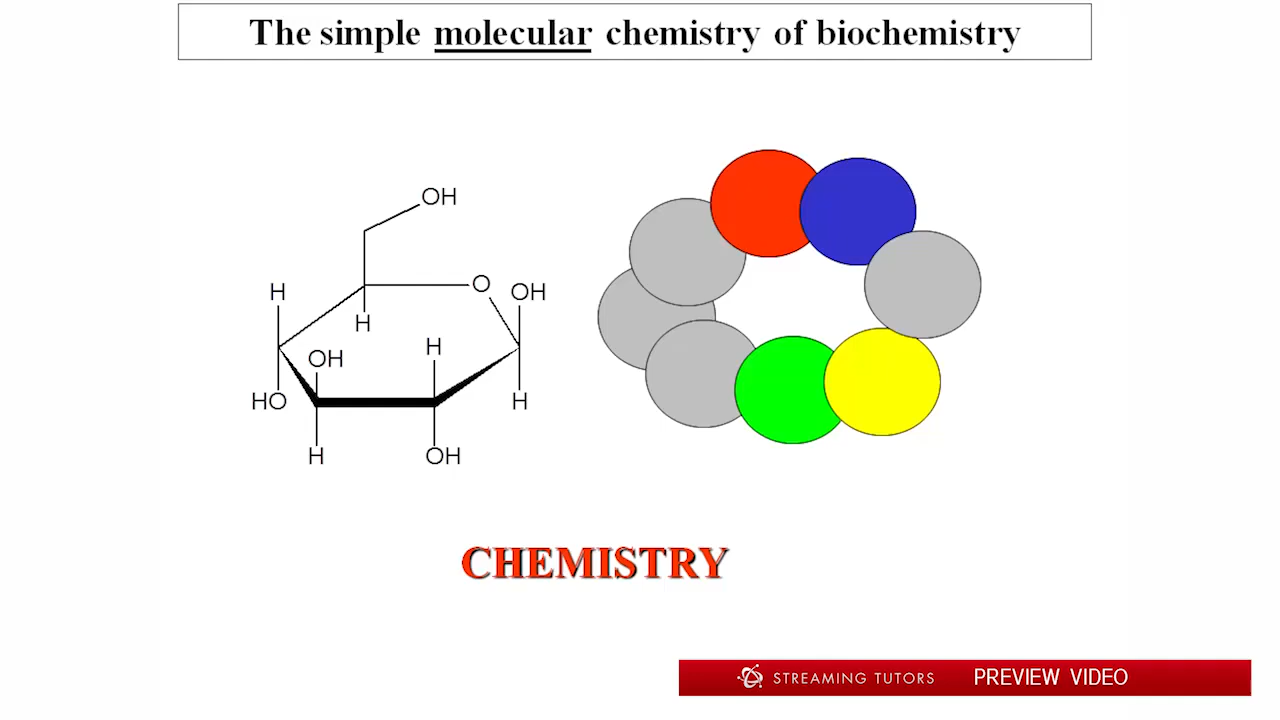 The simple molecular chemistry of biochemistry
OH
H
O
OH
H
OH
H
HO
H
H
OH
CHEMISTRY
STREAMING TUTORS PREVIEW VIDEO